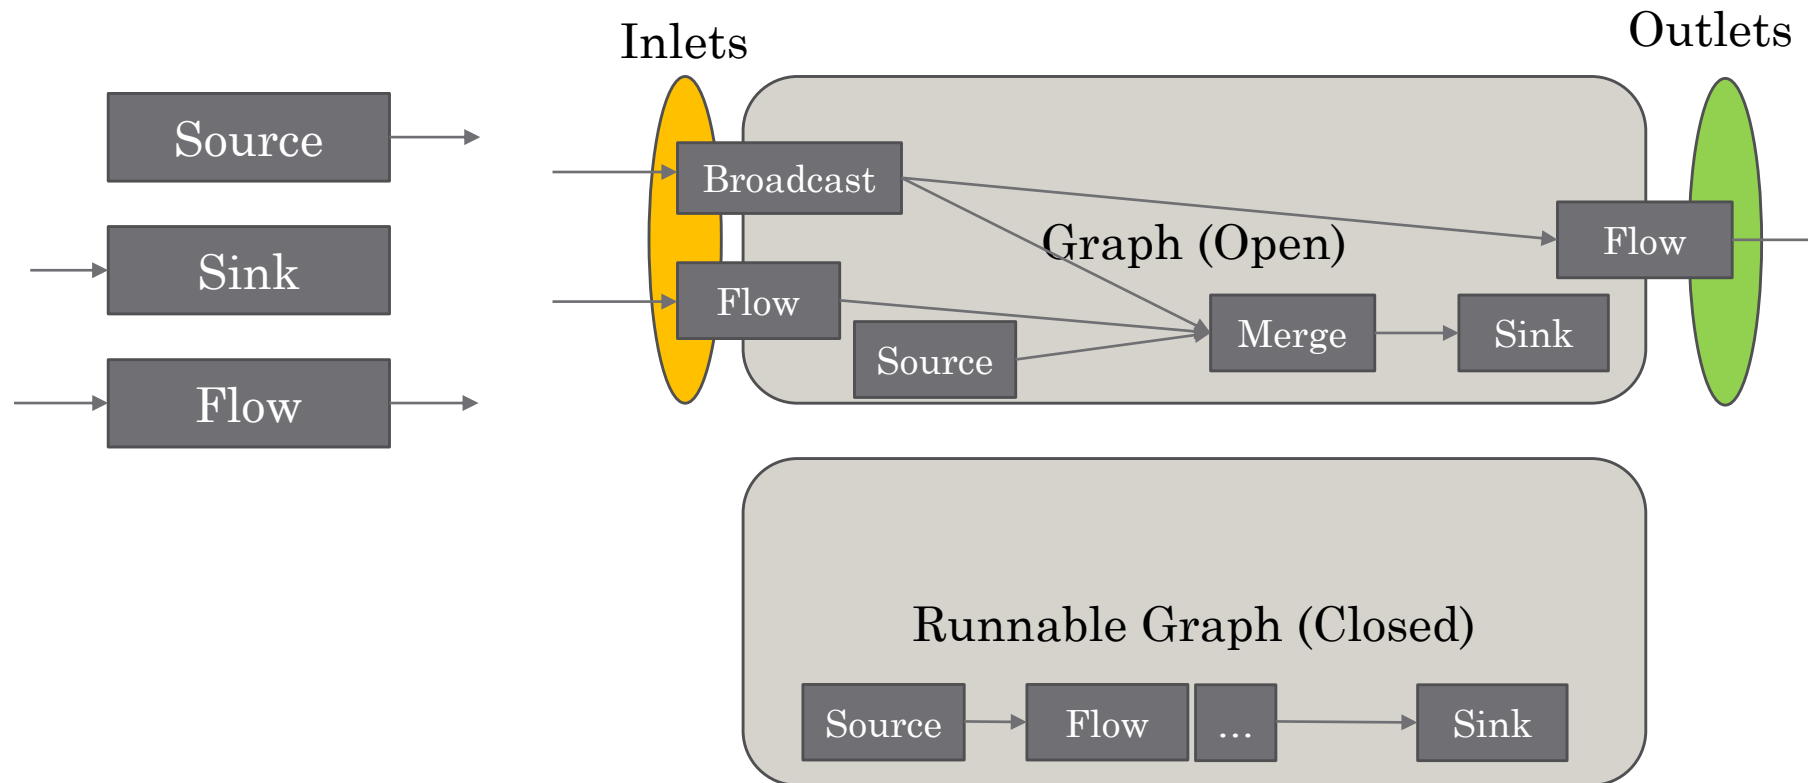 Source
Sink
Flow
Inlets
Outlets
Broadcast
Graph (Open)
Flow
Flow
Source
Merge
Sink
Runnable Graph (Closed)
Source
Flow
...
Sink